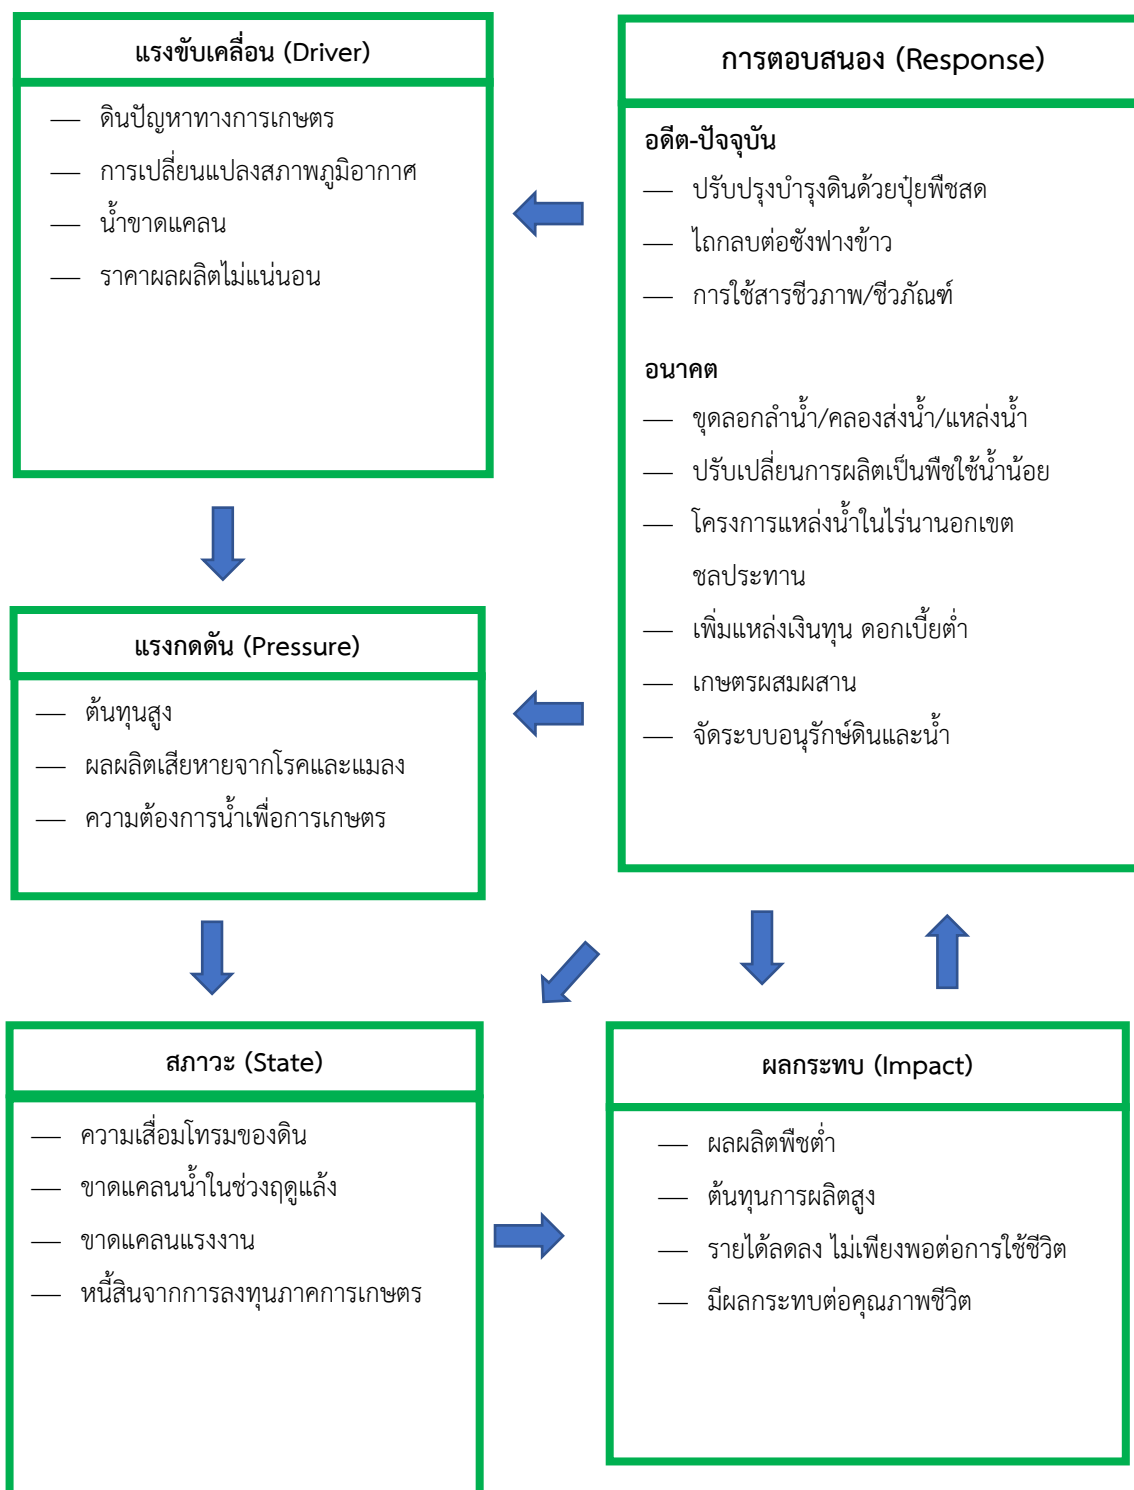 แรงขับเคลื่อน (Driver)
— ดินปัญหาทางการเกษตร
— การเปลี่ยนแปลงสภาพภูมิอากาศ
— น้ำขาดแคลน
— ราคาผลผลิตไม่แน่นอน
การตอบสนอง (Response)
อดีต-ปัจจุบัน
— ปรับปรุงบำรุงดินด้วยปุ๋ยพืชสด
— ไถกลบต่อซังฟางข้าว
— การใช้สารชีวภาพ/ชีวภัณฑ์
อนาคต
— ขุดลอกลำน้ำ/คลองส่งน้ำ/แหล่งน้ำ
— ปรับเปลี่ยนการผลิตเป็นพืชใช้น้ำน้อย
— โครงการแหล่งน้ำในไร่นานอกเขต
ชลประทาน
— เพิ่มแหล่งเงินทุน ดอกเบี้ยต่ำ
— เกษตรผสมผสาน
— จัดระบบอนุรักษ์ดินและน้ำ
แรงกดดัน (Pressure)
— ต้นทุนสูง
— ผลผลิตเสียหายจากโรคและแมลง
— ความต้องการน้ำเพื่อการเกษตร
สภาวะ (State)
— ความเสื่อมโทรมของดิน
— ขาดแคลนน้ำในช่วงฤดูแล้ง
— ขาดแคลนแรงงาน
— หนี้สินจากการลงทุนภาคการเกษตร
ผลกระทบ (Impact)
— ผลผลิตพืชต่ำ
— ต้นทุนการผลิตสูง
— รายได้ลดลง ไม่เพียงพอต่อการใช้ชีวิต
— มีผลกระทบต่อคุณภาพชีวิต